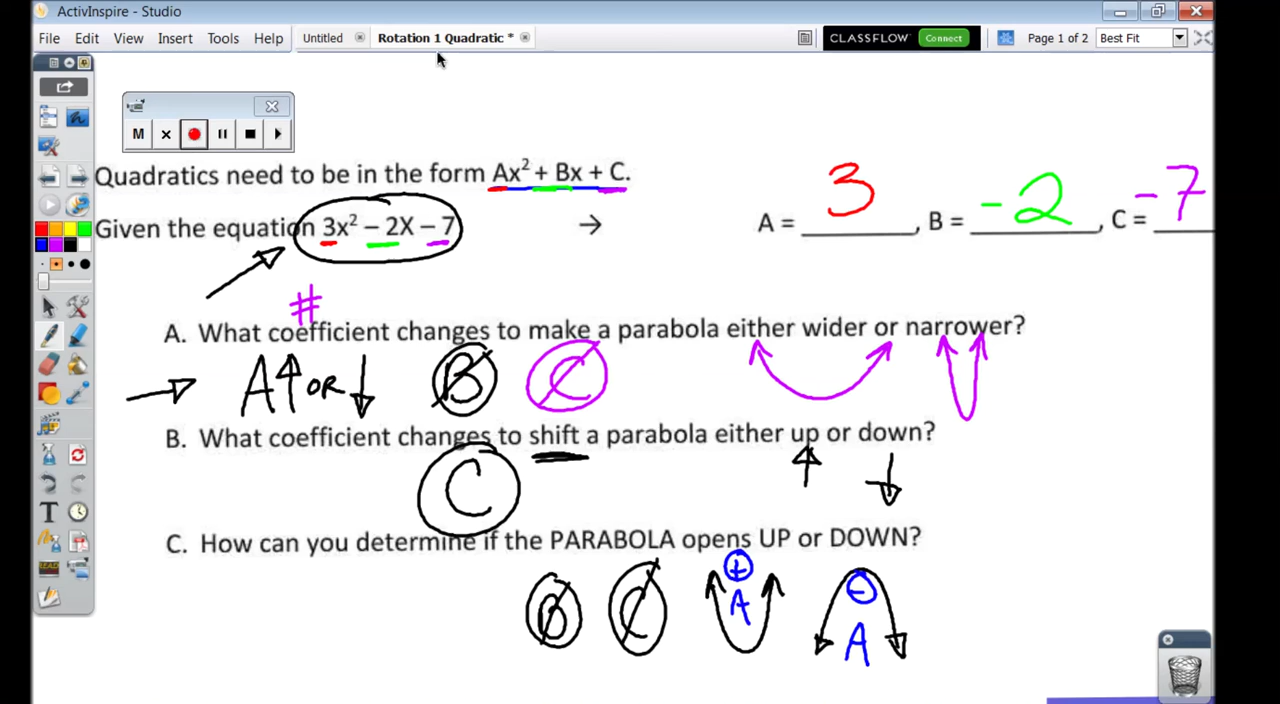 ActivInspire - Studio
File Edit View Insert Tools Help Untitled Rotation 1 Quadratic * CLASSFLOW Connect Page 1 of 2 Best Fit
M
Quadratics need to be in the form Ax² + Bx + C.
Given the equation 3x² – 2X – 7 → A = 3, B = -2, C = -7
#
A. What coefficient changes to make a parabola either wider or narrower?
→ A↑ OR ↓ B C
B. What coefficient changes to shift a parabola either up or down?
↑ ↓
C
C. How can you determine if the PARABOLA opens UP or DOWN?
+ -
B C A A